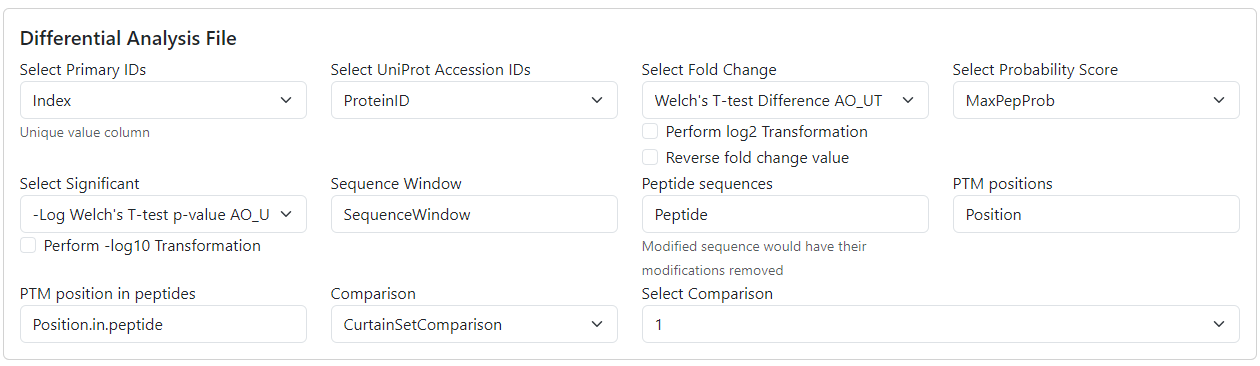 Differential Analysis File
Select Primary IDs
Select UniProt Accession IDs
Select Fold Change
Select Probability Score
Index
ProteinID
Welch's T-test Difference AO_UT
MaxPepProb
Unique value column
Perform log2 Transformation
Reverse fold change value
Select Significant
Sequence Window
Peptide sequences
PTM positions
-Log Welch's T-test p-value AO_U
SequenceWindow
Peptide
Position
Perform -log10 Transformation
Modified sequence would have their
modifications removed
PTM position in peptides
Comparison
Select Comparison
Position.in.peptide
CurtainSetComparison
1